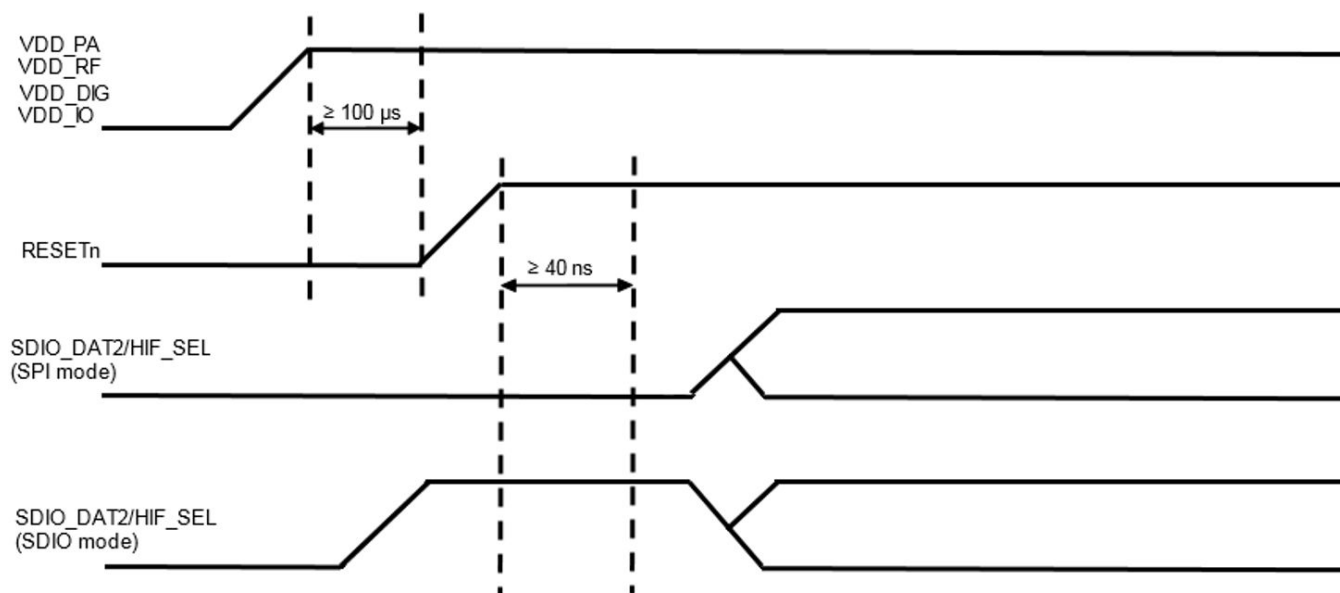 VDD_PA
VDD_RF
VDD_DIG
VDD_IO
≥ 100 µs
RESETn
≥ 40 ns
SDIO_DAT2/HIF_SEL
(SPI mode)
SDIO_DAT2/HIF_SEL
(SDIO mode)